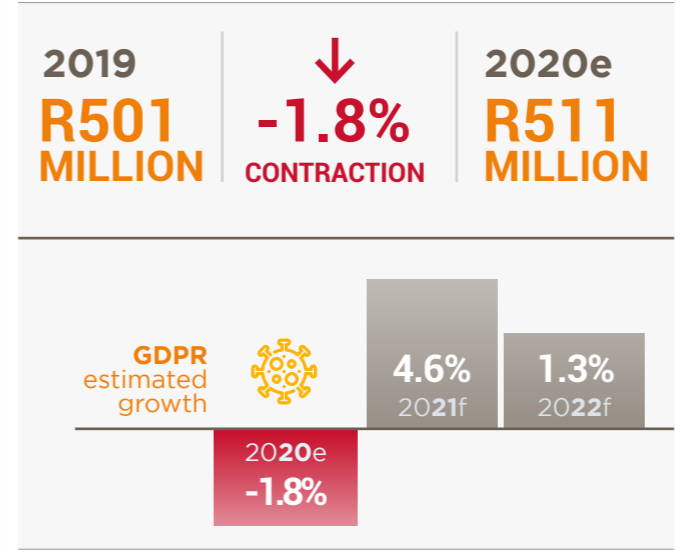 2019
R501
MILLION
-1.8%
CONTRACTION
2020e
R511
MILLION
GDPR
estimated
growth
2020e
-1.8%
4.6%
2021f
1.3%
2022f